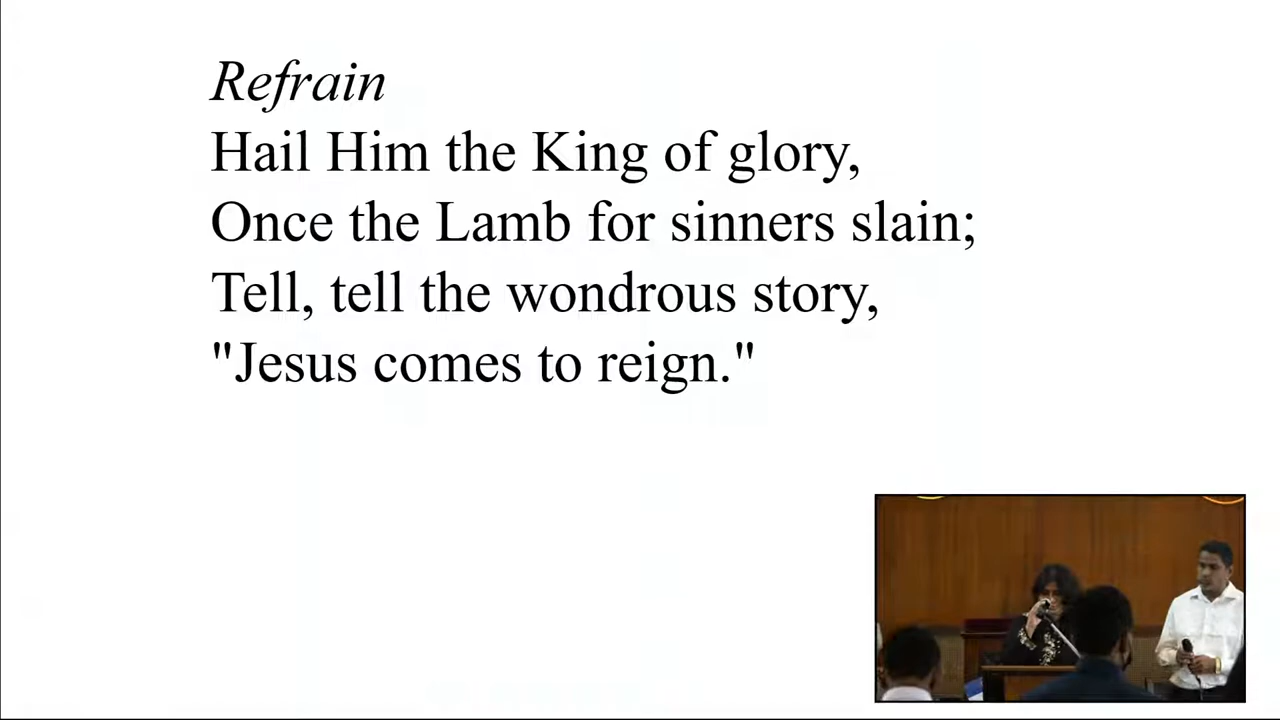 Refrain
Hail Him the King of glory,
Once the Lamb for sinners slain;
Tell, tell the wondrous story,
"Jesus comes to reign."